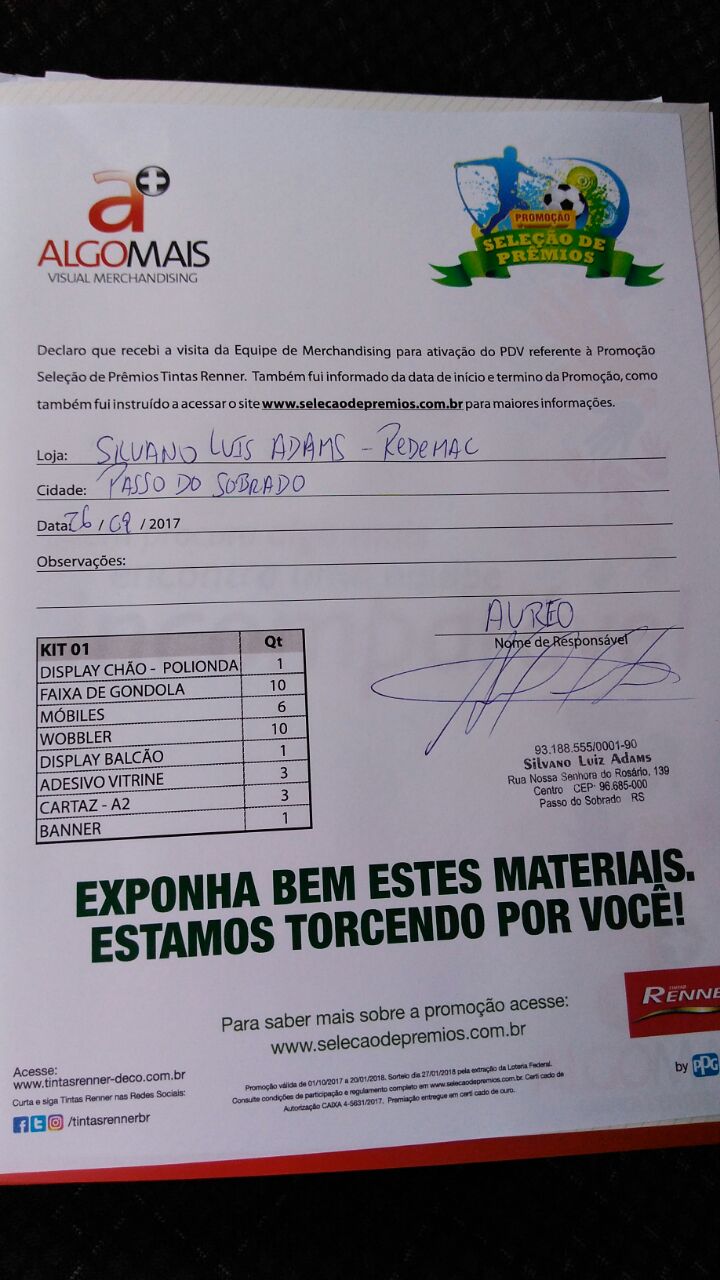 a+
ALGOMAIS
VISUAL MERCHANDISING
PROMOÇÃO
SELEÇÃO DE
PRÊMIOS
Declaro que recebi a visita da Equipe de Merchandising para ativação do PDV referente à Promoção
Seleção de Prêmios Tintas Renner. Também fui informado da data de início e termino da Promoção, como
também fui instruído a acessar o site www.selecaodepremios.com.br para maiores informações.
Loja: SILVANO LUIS ADAMS - REDEMAC
Cidade: PASSO DO SOBRADO
Data: 26 / 09 / 2017
Observações:
AUREO
Nome de Responsável
KIT 01 Qt
DISPLAY CHÃO - POLIONDA 1
FAIXA DE GONDOLA 10
MÓBILES 6
WOBBLER 10
DISPLAY BALCÃO 1
ADESIVO VITRINE 3
CARTAZ - A2 3
BANNER 1
93.188.555/0001-90
Silvano Luiz Adams
Rua Nossa Senhora do Rosário, 139
Centro CEP: 96.685-000
Passo do Sobrado RS
EXPONHA BEM ESTES MATERIAIS.
ESTAMOS TORCENDO POR VOCÊ!
Para saber mais sobre a promoção acesse:
www.selecaodepremios.com.br
TINTAS
RENNE
by PPG
Acesse:
www.tintasrenner-deco.com.br
Curta e siga Tintas Renner nas Redes Sociais:
/tintasrennerbr
Promoção válida de 01/10/2017 a 20/01/2018. Sorteio dia 27/01/2018 pela extração da Loteria Federal.
Consulte condições de participação e regulamento completo em www.selecaodepremios.com.br. Certi cado de
Autorização CAIXA 4-5631/2017. Premiação entregue em certi cado de ouro.